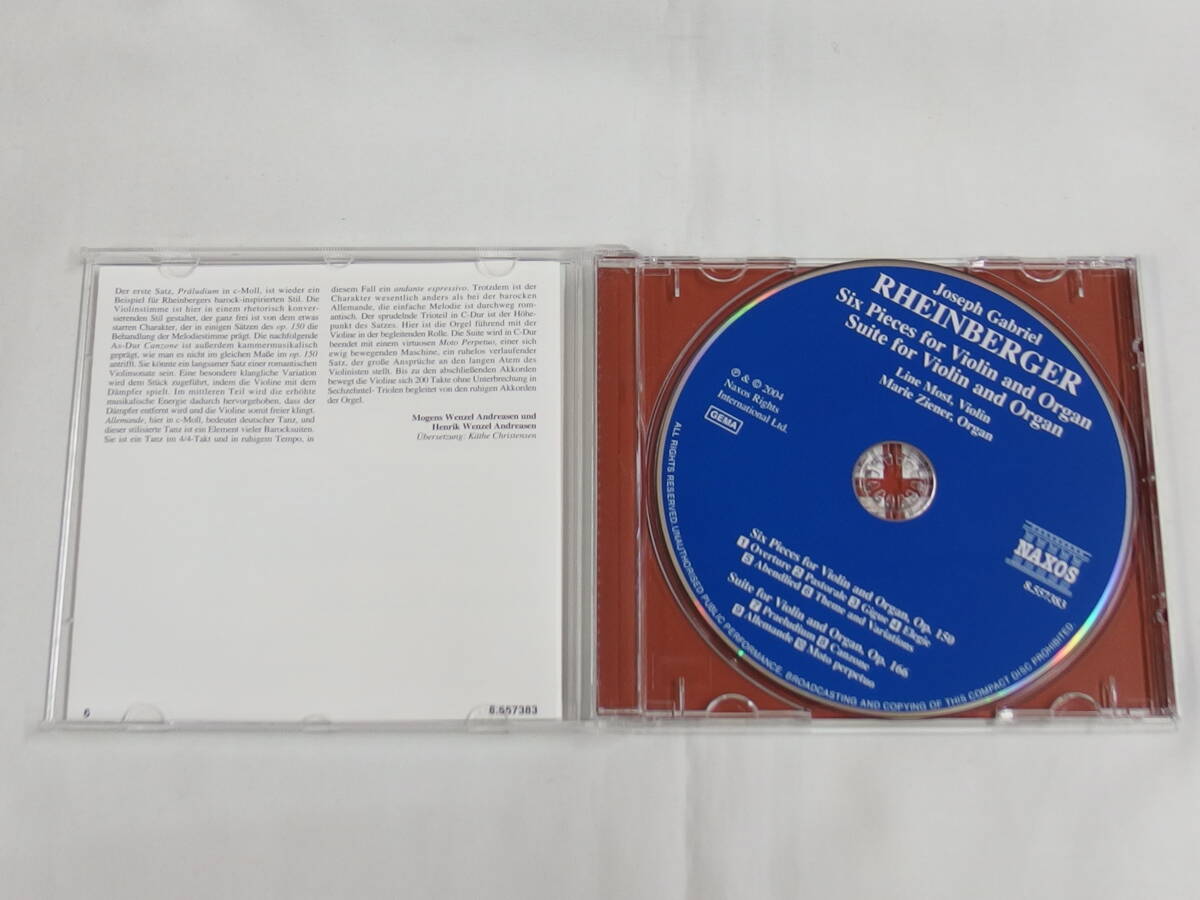 Der erste Satz, Präludium in c-Moll, ist wieder ein
Beispiel für Rheinbergers barock-inspirierten Stil. Die
Violinstimme ist hier in einem rhetorisch konver-
sierenden Stil gestaltet, der ganz frei ist von dem etwas
starren Charakter, der in einigen Sätzen des op. 150 die
Behandlung der Melodiestimme prägt. Die nachfolgende
As-Dur Canzone ist außerdem kammermusikalisch
geprägt, wie man es nicht im gleichen Maße im op. 150
antrifft. Sie könnte ein langsamer Satz einer romantischen
Violinsonate sein. Eine besondere klangliche Variation
wird dem Stück zugeführt, indem die Violine mit dem
Dämpfer spielt. Im mittleren Teil wird die erhöhte
musikalische Energie dadurch hervorgehoben, dass der
Dämpfer entfernt wird und die Violine somit freier klingt.
Allemande, hier in c-Moll, bedeutet deutscher Tanz, und
dieser stilisierte Tanz ist ein Element vieler Barocksuiten.
Sie ist ein Tanz im 4/4-Takt und in ruhigem Tempo, in
diesem Fall ein andante espressivo. Trotzdem ist der
Charakter wesentlich anders als bei der barocken
Allemande, die einfache Melodie ist durchweg rom-
antisch. Der sprudelnde Trioteil in C-Dur ist der Höhe-
punkt des Satzes. Hier ist die Orgel führend mit der
Violine in der begleitenden Rolle. Die Suite wird in C-Dur
beendet mit einem virtuosen Moto Perpetuo, einer sich
ewig bewegenden Maschine, ein ruhelos verlaufender
Satz, der große Ansprüche an den langen Atem des
Violinisten stellt. Bis zu den abschließenden Akkorden
bewegt die Violine sich 200 Takte ohne Unterbrechung in
Sechzehntel-Triolen begleitet von den ruhigen Akkorden
der Orgel.
Mogens Wenzel Andreasen und
Henrik Wenzel Andreasen
Übersetzung: Käthe Christensen
6
8.557383
Joseph Gabriel
RHEINBERGER
Six Pieces for Violin and Organ
Suite for Violin and Organ
Line Most, Violin
Marie Ziener, Organ
℗ & © 2004
Naxos Rights
International Ltd.
GEMA
NAXOS
8.557383
Six Pieces for Violin and Organ, Op. 150
1 Overture 2 Pastorale 3 Gigue 4 Elegie
5 Abendlied 6 Theme and Variations
Suite for Violin and Organ, Op. 166
7 Praeludium 8 Canzone
9 Allemande 10 Moto perpetuo
ALL RIGHTS RESERVED. UNAUTHORISED PUBLIC PERFORMANCE, BROADCASTING AND COPYING OF THIS COMPACT DISC PROHIBITED.